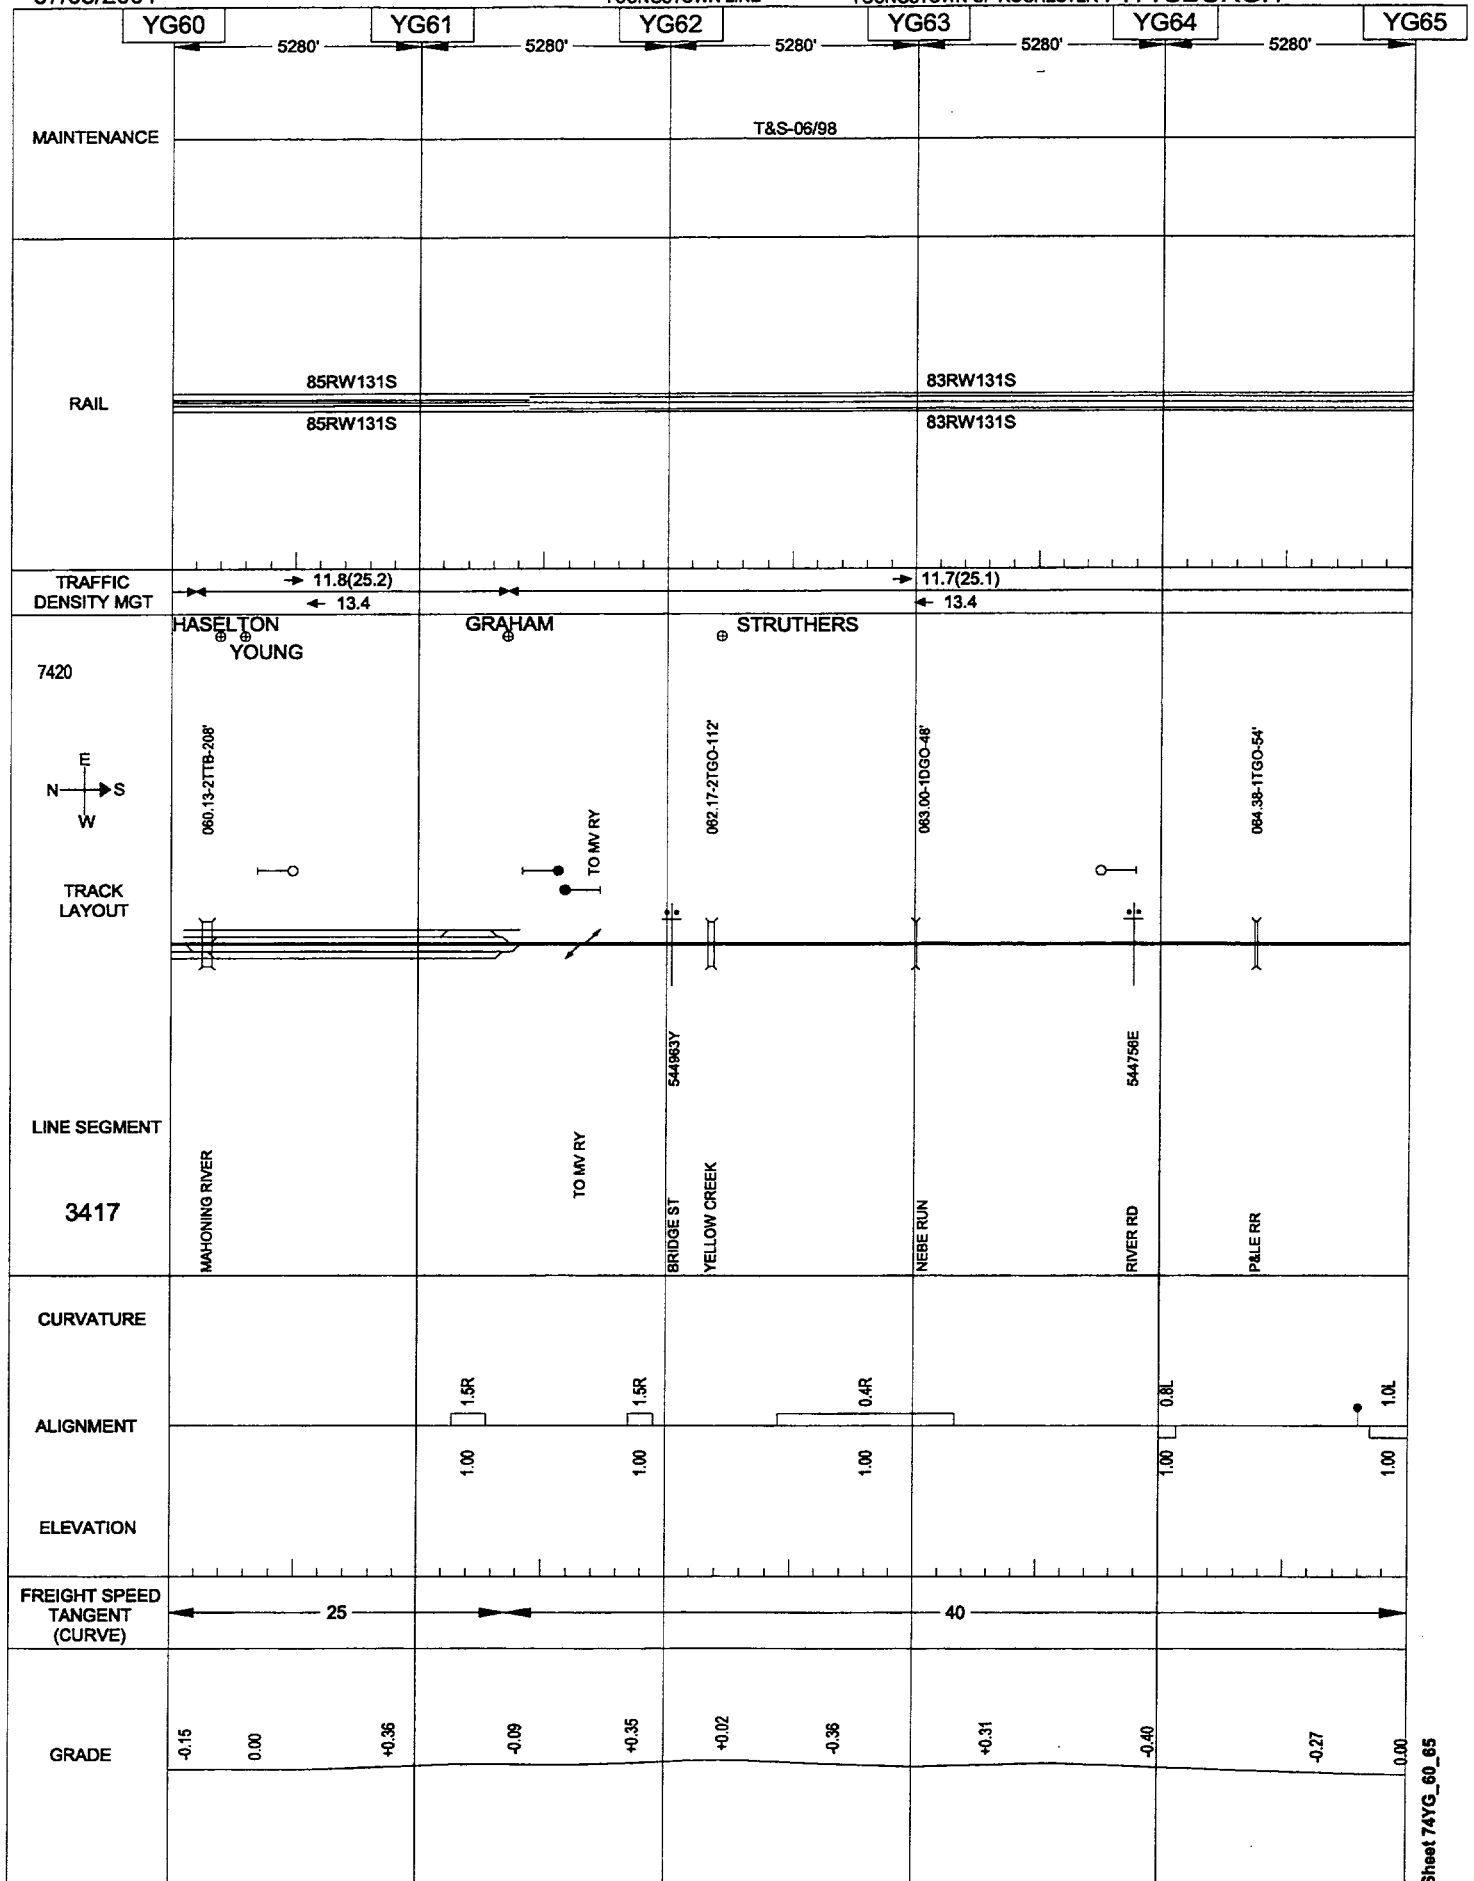 YG60 YG61 YG62 YG63 YG64 YG65
5280' 5280' 5280' 5280' 5280'
MAINTENANCE
T&S-06/98
RAIL
85RW131S 83RW131S
85RW131S 83RW131S
TRAFFIC
DENSITY MGT
11.8(25.2) 11.7(25.1)
13.4 13.4
HASELTON GRAHAM STRUTHERS
YOUNG
7420
E
N S
W
060.13-2TTB-208'
062.17-2TGO-112'
063.00-1DGO-48'
064.38-1TGO-54'
TO MV RY
TRACK
LAYOUT
544963Y
544756E
LINE SEGMENT
3417
MAHONING RIVER
TO MV RY
BRIDGE ST
YELLOW CREEK
NEBE RUN
RIVER RD
P&LE RR
CURVATURE
1.5R 1.5R 0.4R 0.8L 1.0L
ALIGNMENT
1.00 1.00 1.00 1.00 1.00
ELEVATION
FREIGHT SPEED
TANGENT
(CURVE)
25 40
GRADE
-0.15 0.00 +0.36 -0.09 +0.35 +0.02 -0.36 +0.31 -0.40 -0.27 0.00
Sheet 74YG_60_65